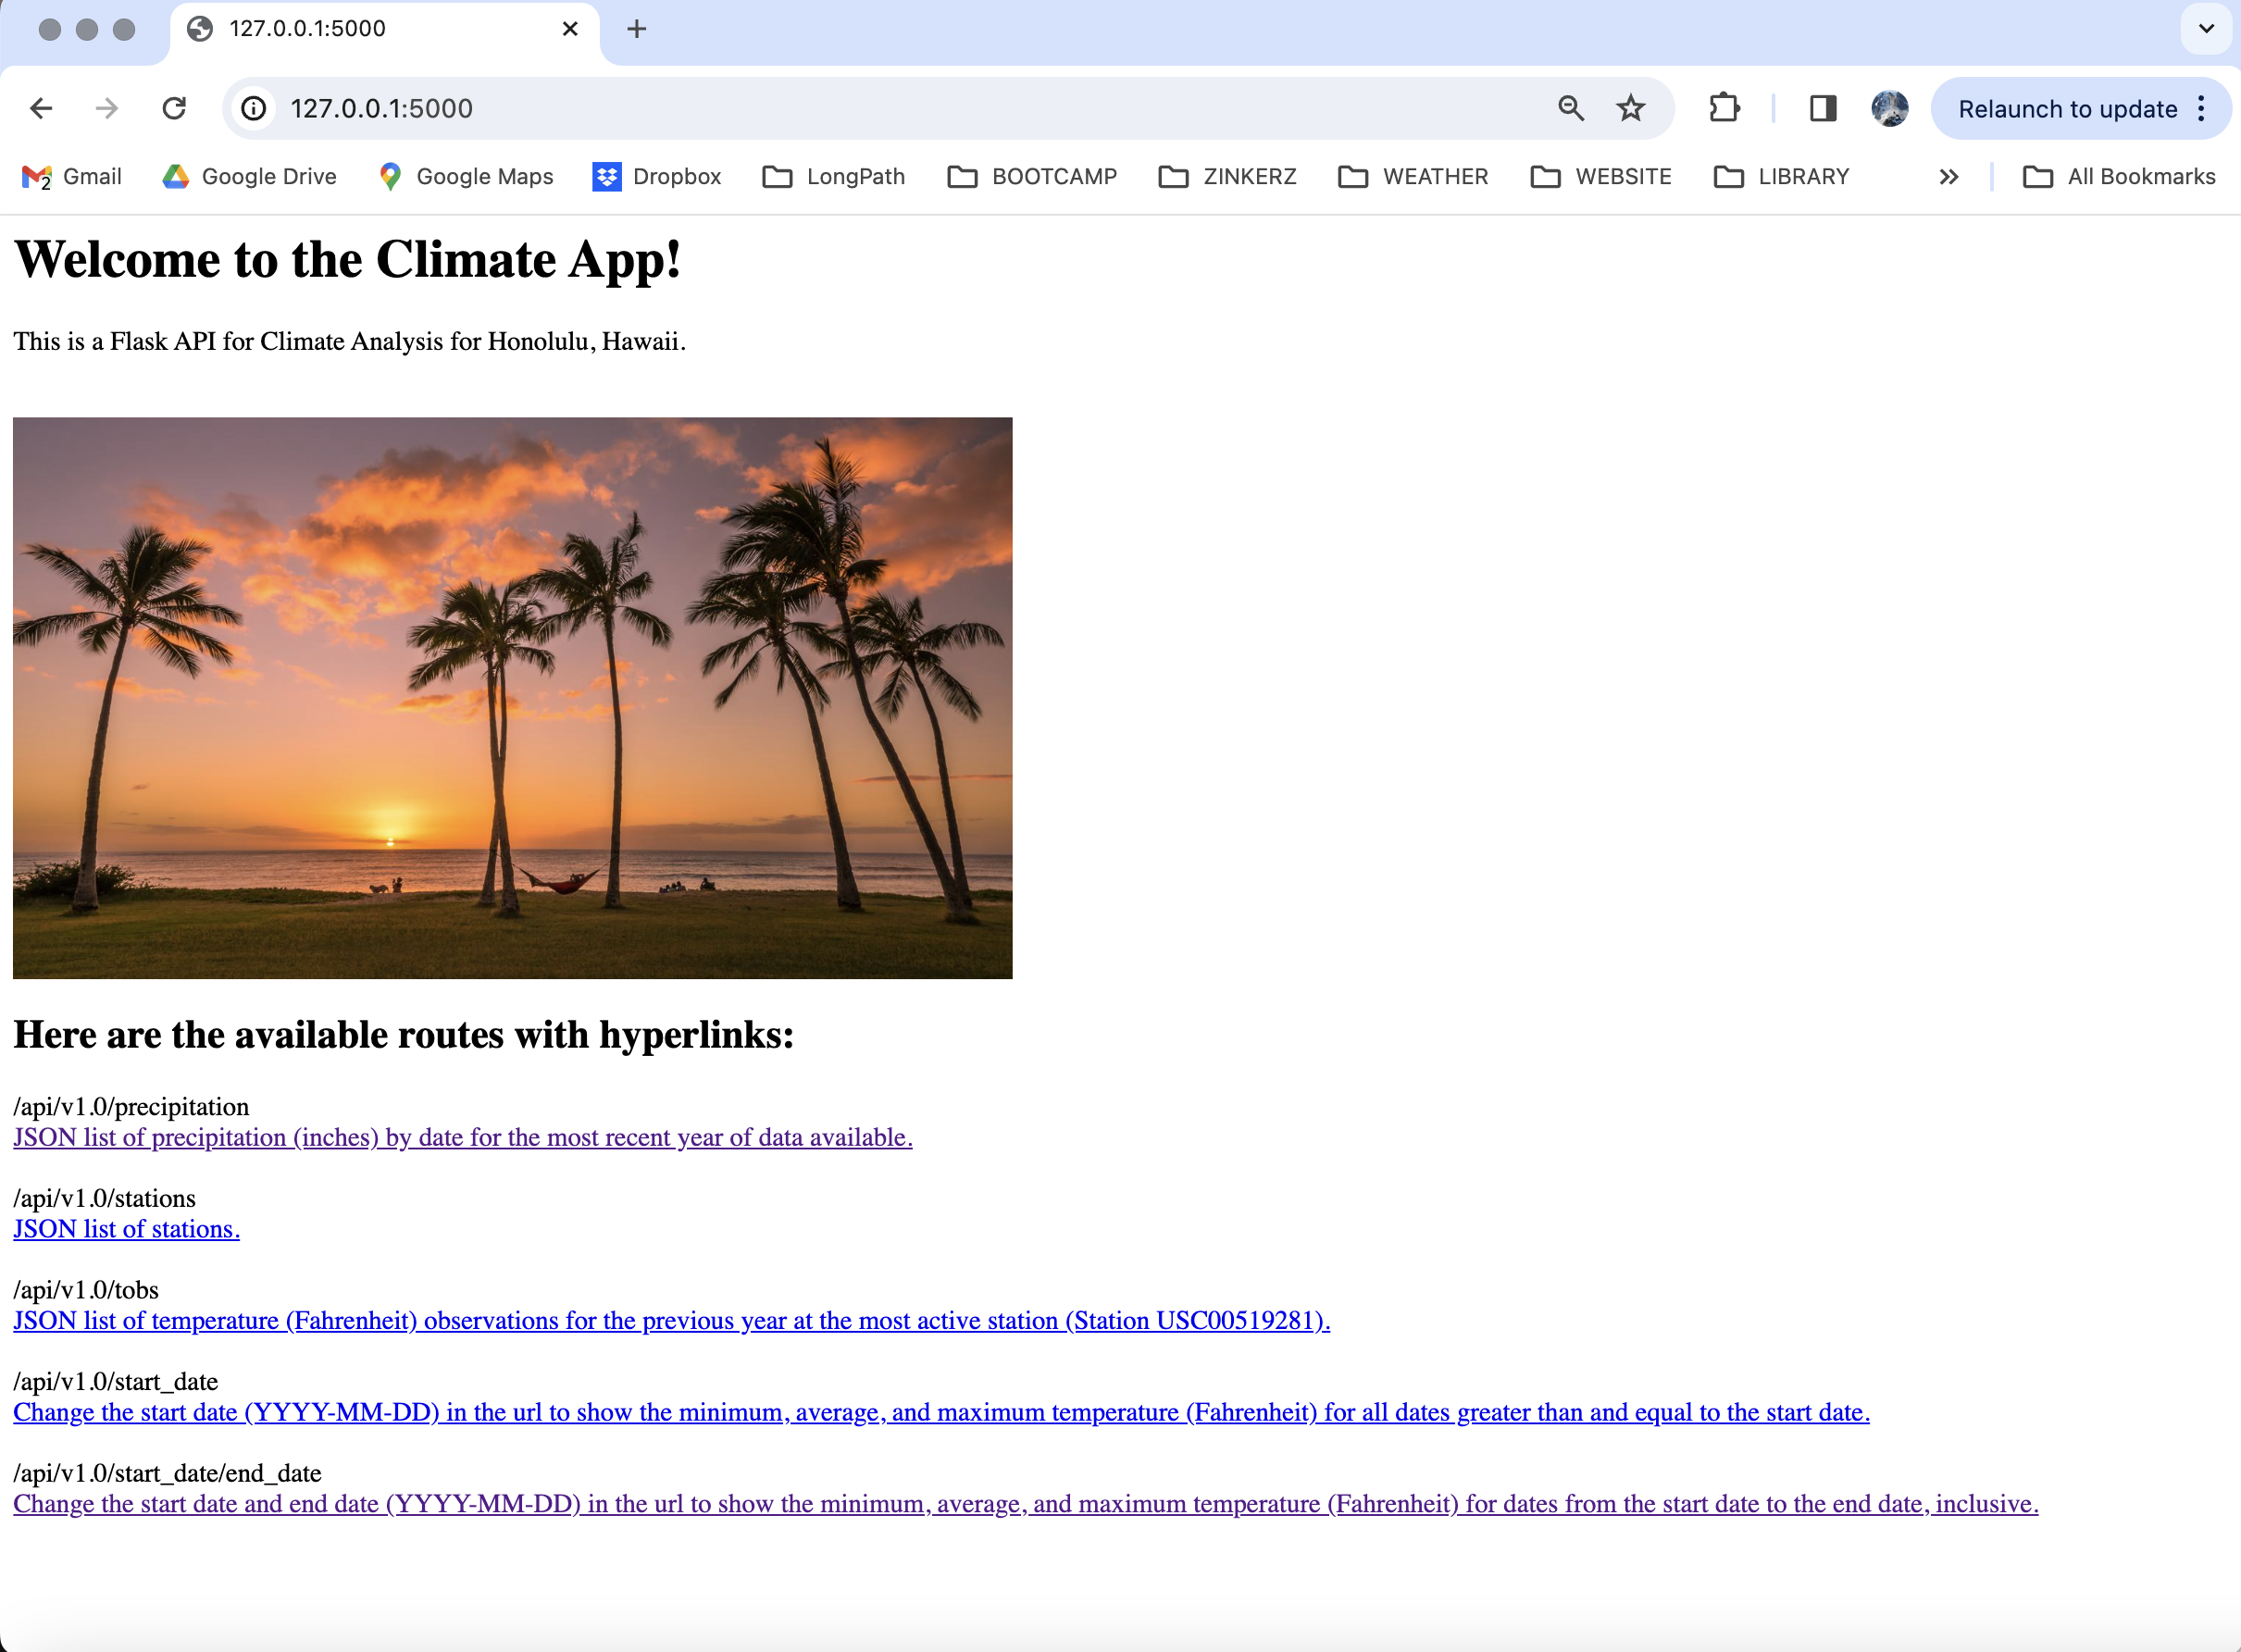 127.0.0.1:5000
127.0.0.1:5000
Relaunch to update
2 Gmail Google Drive Google Maps Dropbox LongPath BOOTCAMP ZINKERZ WEATHER WEBSITE LIBRARY All Bookmarks
Welcome to the Climate App!
This is a Flask API for Climate Analysis for Honolulu, Hawaii.
Here are the available routes with hyperlinks:
/api/v1.0/precipitation
JSON list of precipitation (inches) by date for the most recent year of data available.
/api/v1.0/stations
JSON list of stations.
/api/v1.0/tobs
JSON list of temperature (Fahrenheit) observations for the previous year at the most active station (Station USC00519281).
/api/v1.0/start_date
Change the start date (YYYY-MM-DD) in the url to show the minimum, average, and maximum temperature (Fahrenheit) for all dates greater than and equal to the start date.
/api/v1.0/start_date/end_date
Change the start date and end date (YYYY-MM-DD) in the url to show the minimum, average, and maximum temperature (Fahrenheit) for dates from the start date to the end date, inclusive.